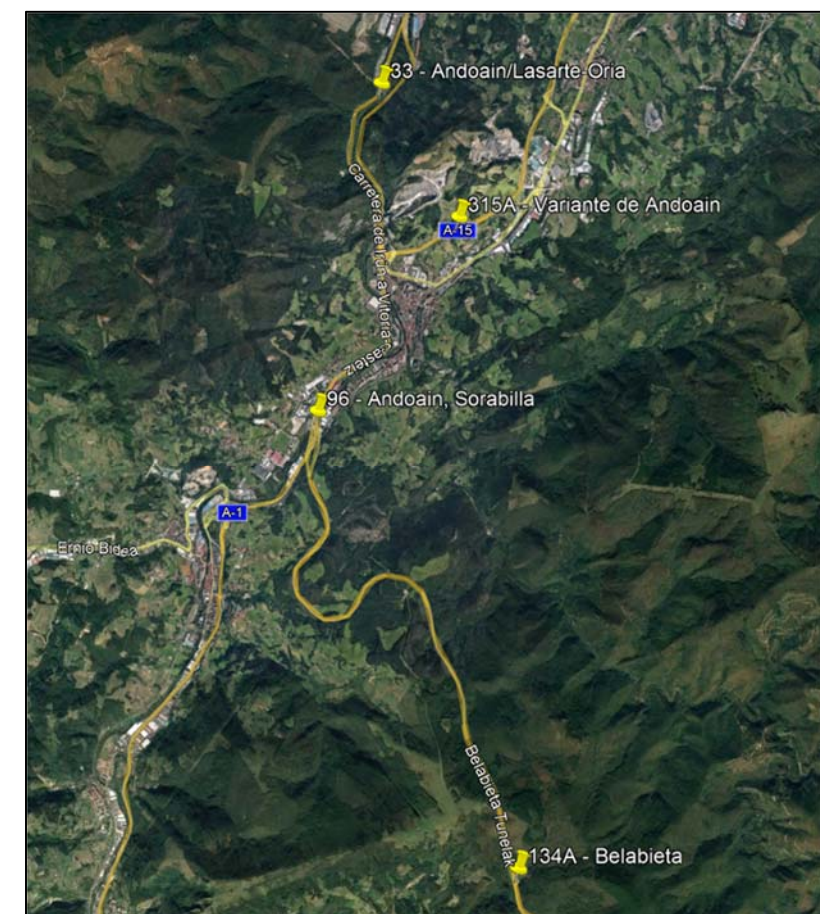 33 - Andoain/Lasarte-Oria
Carretera de Irún a Vitoria-Gasteiz
315A - Variante de Andoain
A-15
96 - Andoain, Sorabilla
A-1
Ernio Bidea
Belabieta Tunelak
134A - Belabieta